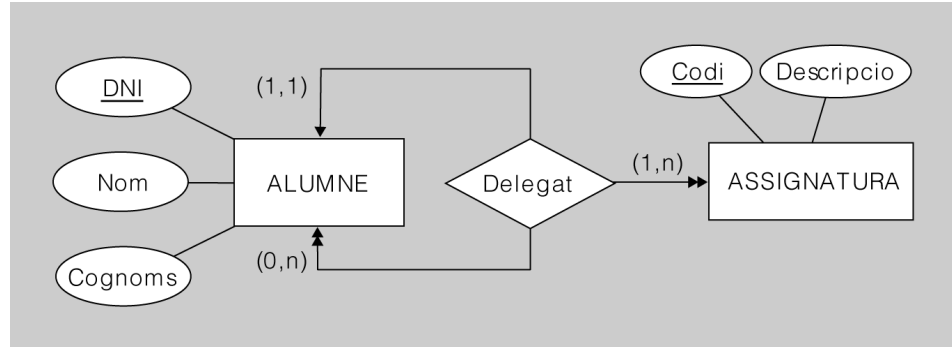 DNI
Nom
Cognoms
ALUMNE
(1,1)
(0,n)
Delegat
(1,n)
Codi
Descripcio
ASSIGNATURA